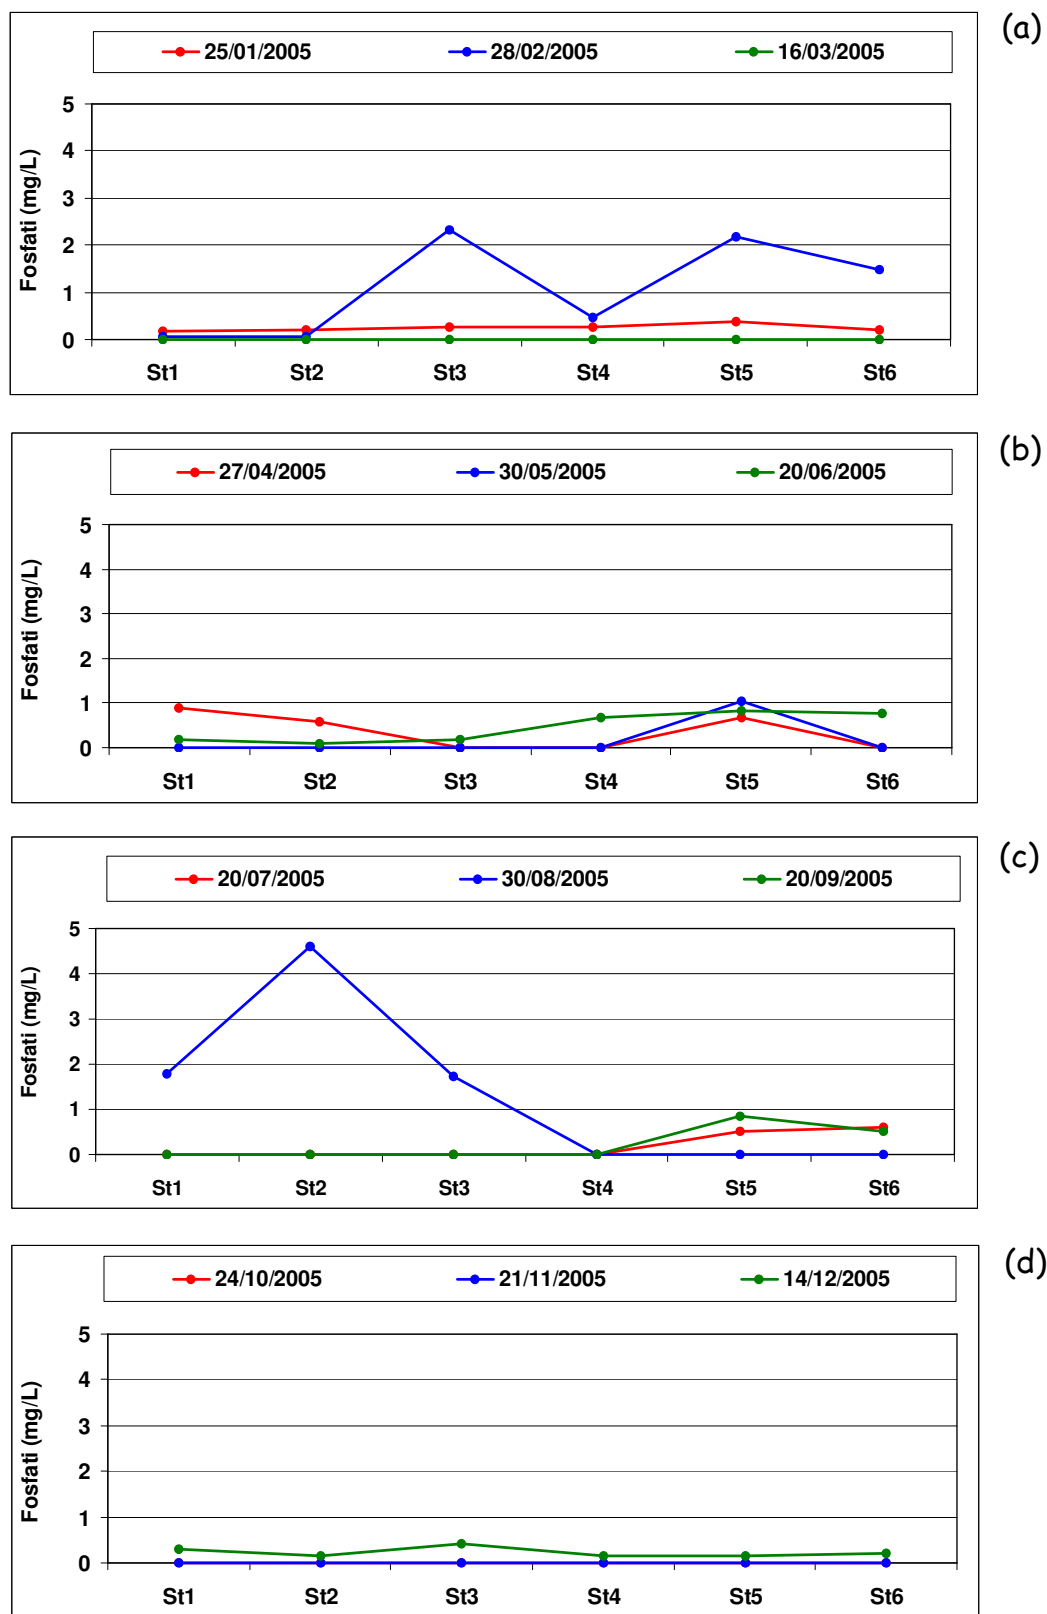 (a)
25/01/2005 28/02/2005 16/03/2005
Fosfati (mg/L)
5
4
3
2
1
0
St1 St2 St3 St4 St5 St6
(b)
27/04/2005 30/05/2005 20/06/2005
Fosfati (mg/L)
5
4
3
2
1
0
St1 St2 St3 St4 St5 St6
(c)
20/07/2005 30/08/2005 20/09/2005
Fosfati (mg/L)
5
4
3
2
1
0
St1 St2 St3 St4 St5 St6
(d)
24/10/2005 21/11/2005 14/12/2005
Fosfati (mg/L)
5
4
3
2
1
0
St1 St2 St3 St4 St5 St6